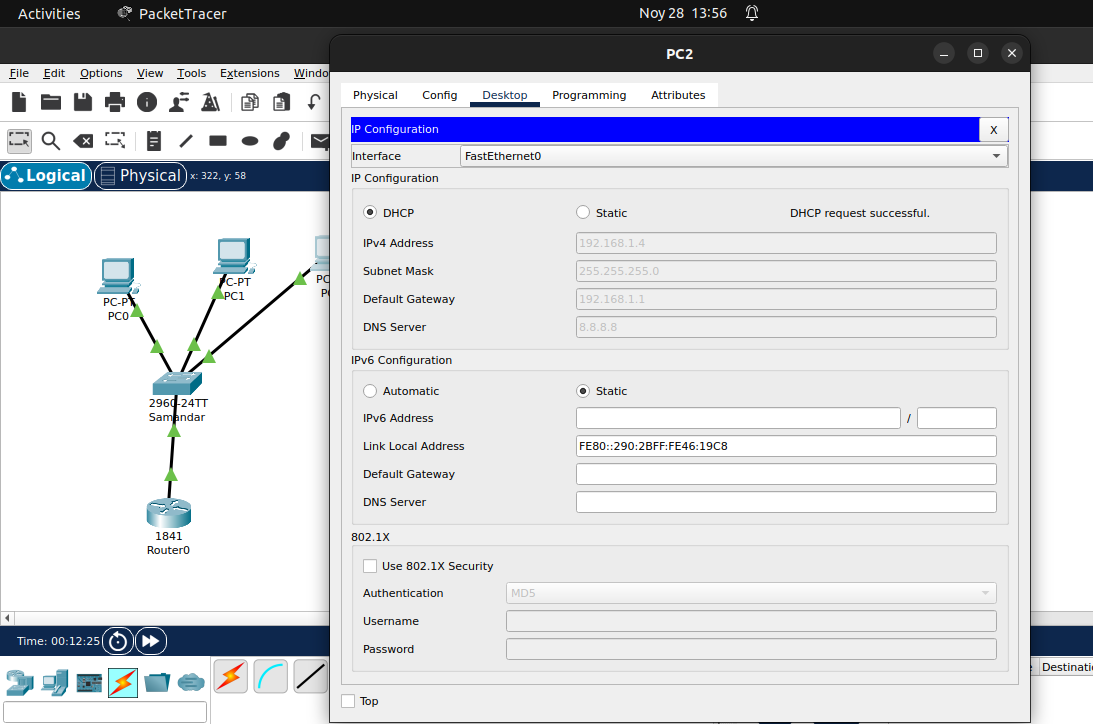 Activities PacketTracer Noy 28 13:56
PC2
File Edit Options View Tools Extensions Windo
Physical Config Desktop Programming Attributes
IP Configuration X
Interface FastEthernet0
IP Configuration
DHCP Static DHCP request successful.
IPv4 Address 192.168.1.4
Subnet Mask 255.255.255.0
Default Gateway 192.168.1.1
DNS Server 8.8.8.8
IPv6 Configuration
Automatic Static
IPv6 Address /
Link Local Address FE80::290:2BFF:FE46:19C8
Default Gateway
DNS Server
802.1X
Use 802.1X Security
Authentication MD5
Username
Password
Top
Logical Physical x: 322, y: 58
PC-PT
PC0
PC-PT
PC1
PC
P
2960-24TT
Samandar
1841
Router0
Time: 00:12:25
Destinati